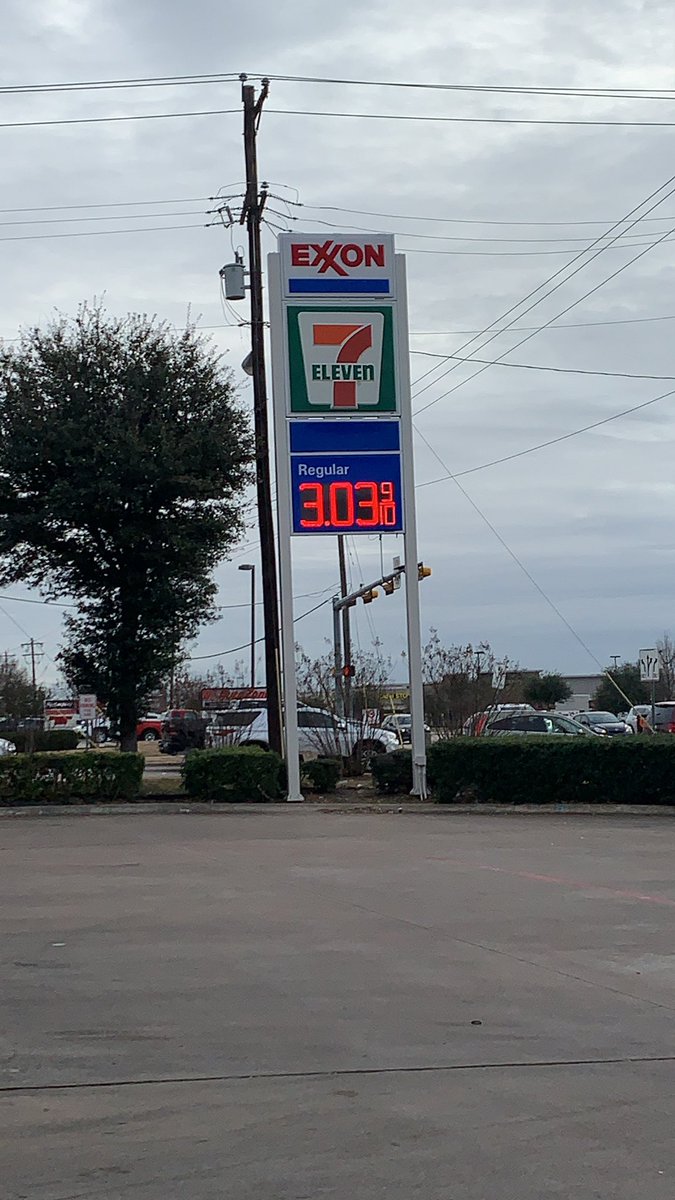 EXXON
7
ELEVEN
Regular
3.03 9/10